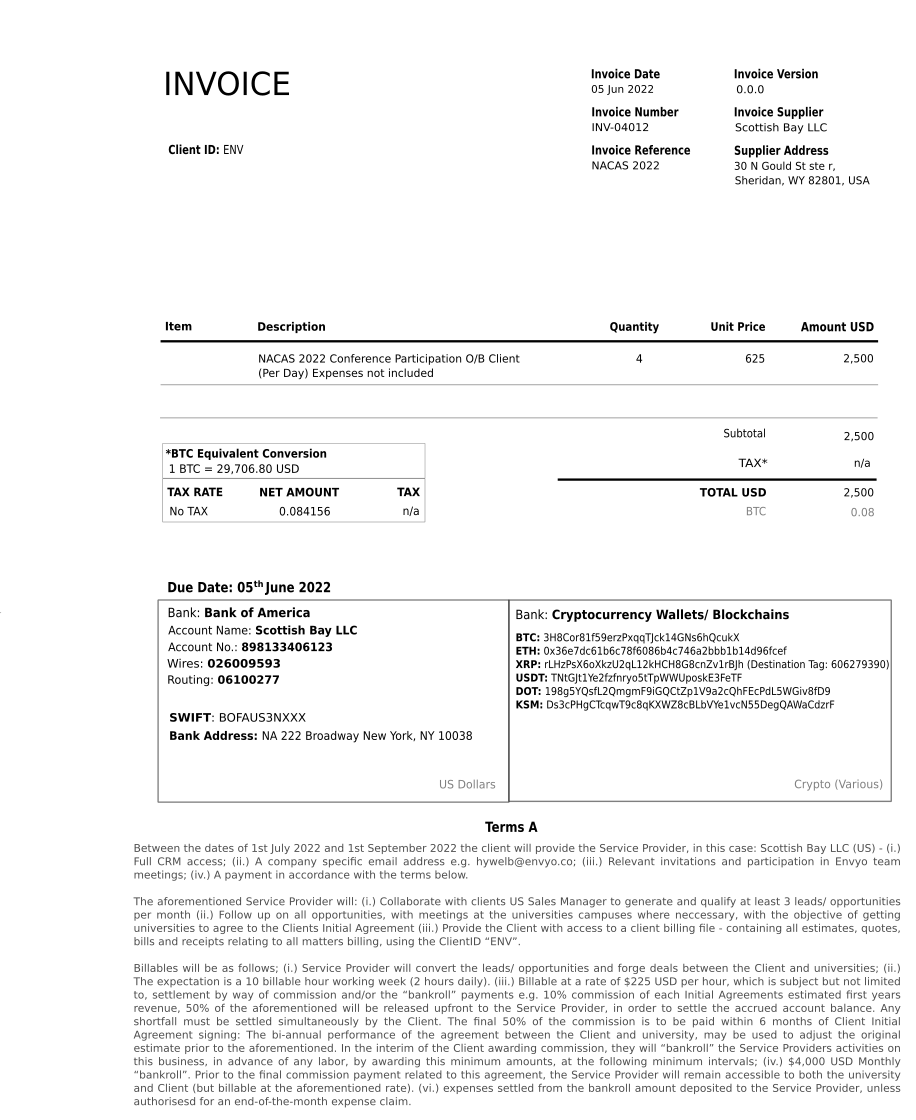 INVOICE
Invoice Date
05 Jun 2022
Invoice Version
0.0.0
Invoice Number
INV-04012
Invoice Supplier
Scottish Bay LLC
Client ID: ENV
Invoice Reference
NACAS 2022
Supplier Address
30 N Gould St ste r,
Sheridan, WY 82801, USA
Item Description Quantity Unit Price Amount USD
NACAS 2022 Conference Participation O/B Client 4 625 2,500
(Per Day) Expenses not included
Subtotal 2,500
TAX* n/a
TOTAL USD 2,500
BTC 0.08
*BTC Equivalent Conversion
1 BTC = 29,706.80 USD
TAX RATE NET AMOUNT TAX
No TAX 0.084156 n/a
Due Date: 05th June 2022
Bank: Bank of America
Account Name: Scottish Bay LLC
Account No.: 898133406123
Wires: 026009593
Routing: 06100277
SWIFT: BOFAUS3NXXX
Bank Address: NA 222 Broadway New York, NY 10038
US Dollars
Bank: Cryptocurrency Wallets/ Blockchains
BTC: 3H8Cor81f59erzPxqqTJck14GNs6hQcukX
ETH: 0x36e7dc61b6c78f6086b4c746a2bbb1b14d96fcef
XRP: rLHzPsX6oXkzU2qL12kHCH8G8cnZv1rBJh (Destination Tag: 606279390)
USDT: TNtGJt1Ye2fzfnryo5tTpWWUposkE3FeTF
DOT: 198g5YQsfL2QmgmF9iGQCtZp1V9a2cQhFEcPdL5WGiv8fD9
KSM: Ds3cPHgCTcqwT9c8qKXWZ8cBLbVYe1vcN55DegQAWaCdzrF
Crypto (Various)
Terms A
Between the dates of 1st July 2022 and 1st September 2022 the client will provide the Service Provider, in this case: Scottish Bay LLC (US) - (i.)
Full CRM access; (ii.) A company specific email address e.g. hywelb@envyo.co; (iii.) Relevant invitations and participation in Envyo team
meetings; (iv.) A payment in accordance with the terms below.
The aforementioned Service Provider will: (i.) Collaborate with clients US Sales Manager to generate and qualify at least 3 leads/ opportunities
per month (ii.) Follow up on all opportunities, with meetings at the universities campuses where neccessary, with the objective of getting
universities to agree to the Clients Initial Agreement (iii.) Provide the Client with access to a client billing file - containing all estimates, quotes,
bills and receipts relating to all matters billing, using the ClientID “ENV”.
Billables will be as follows; (i.) Service Provider will convert the leads/ opportunities and forge deals between the Client and universities; (ii.)
The expectation is a 10 billable hour working week (2 hours daily). (iii.) Billable at a rate of $225 USD per hour, which is subject but not limited
to, settlement by way of commission and/or the “bankroll” payments e.g. 10% commission of each Initial Agreements estimated first years
revenue, 50% of the aforementioned will be released upfront to the Service Provider, in order to settle the accrued account balance. Any
shortfall must be settled simultaneously by the Client. The final 50% of the commission is to be paid within 6 months of Client Initial
Agreement signing: The bi-annual performance of the agreement between the Client and university, may be used to adjust the original
estimate prior to the aforementioned. In the interim of the Client awarding commission, they will “bankroll” the Service Providers activities on
this business, in advance of any labor, by awarding this minimum amounts, at the following minimum intervals; (iv.) $4,000 USD Monthly
“bankroll”. Prior to the final commission payment related to this agreement, the Service Provider will remain accessible to both the university
and Client (but billable at the aforementioned rate). (vi.) expenses settled from the bankroll amount deposited to the Service Provider, unless
authorisesd for an end-of-the-month expense claim.